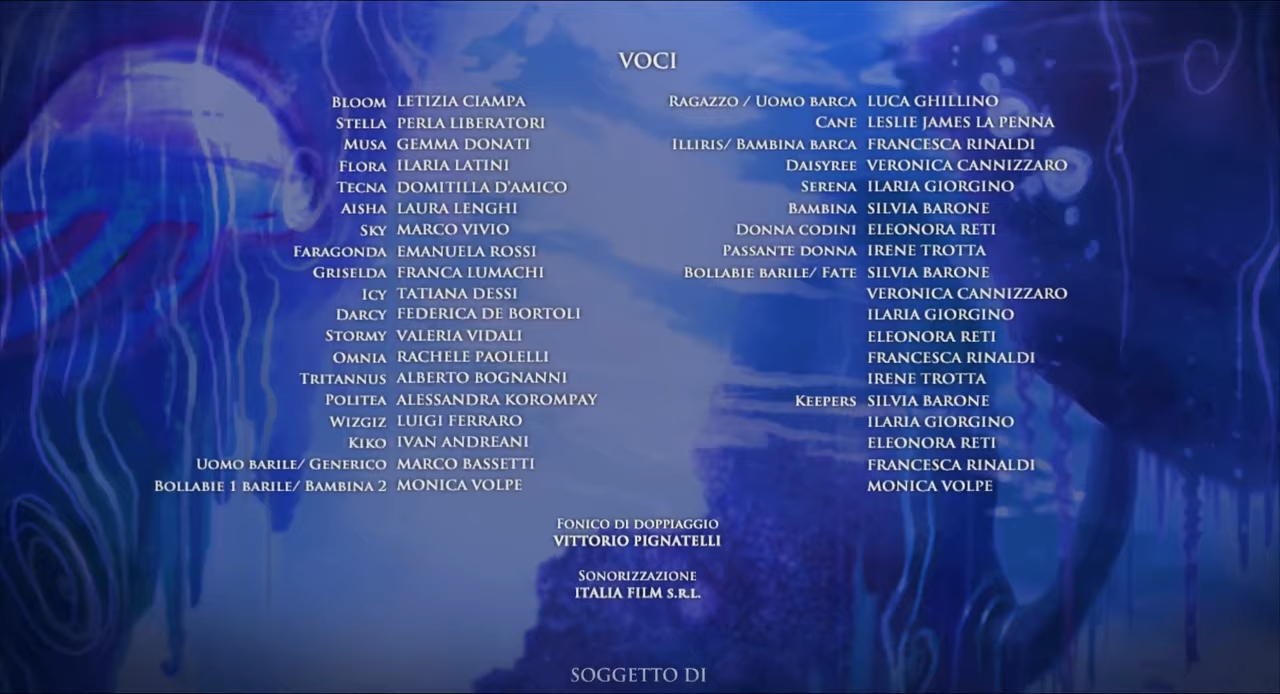 VOCI
BLOOM LETIZIA CIAMPA
STELLA PERLA LIBERATORI
MUSA GEMMA DONATI
FLORA ILARIA LATINI
TECNA DOMITILLA D'AMICO
AISHA LAURA LENGHI
SKY MARCO VIVIO
FARAGONDA EMANUELA ROSSI
GRISELDA FRANCA LUMACHI
ICY TATIANA DESSI
DARCY FEDERICA DE BORTOLI
STORMY VALERIA VIDALI
OMNIA RACHELE PAOLELLI
TRITANNUS ALBERTO BOGNANNI
POLITEA ALESSANDRA KOROMPAY
WIZGIZ LUIGI FERRARO
KIKO IVAN ANDREANI
UOMO BARILE/ GENERICO MARCO BASSETTI
BOLLABIE 1 BARILE/ BAMBINA 2 MONICA VOLPE
RAGAZZO / UOMO BARCA LUCA GHILLINO
CANE LESLIE JAMES LA PENNA
ILLIRIS/ BAMBINA BARCA FRANCESCA RINALDI
DAISYREE VERONICA CANNIZZARO
SERENA ILARIA GIORGINO
BAMBINA SILVIA BARONE
DONNA CODINI ELEONORA RETI
PASSANTE DONNA IRENE TROTTA
BOLLABIE BARILE/ FATE SILVIA BARONE
VERONICA CANNIZZARO
ILARIA GIORGINO
ELEONORA RETI
FRANCESCA RINALDI
IRENE TROTTA
KEEPERS SILVIA BARONE
ILARIA GIORGINO
ELEONORA RETI
FRANCESCA RINALDI
MONICA VOLPE
FONICO DI DOPPIAGGIO
VITTORIO PIGNATELLI
SONORIZZAZIONE
ITALIA FILM S.R.L.
SOGGETTO DI